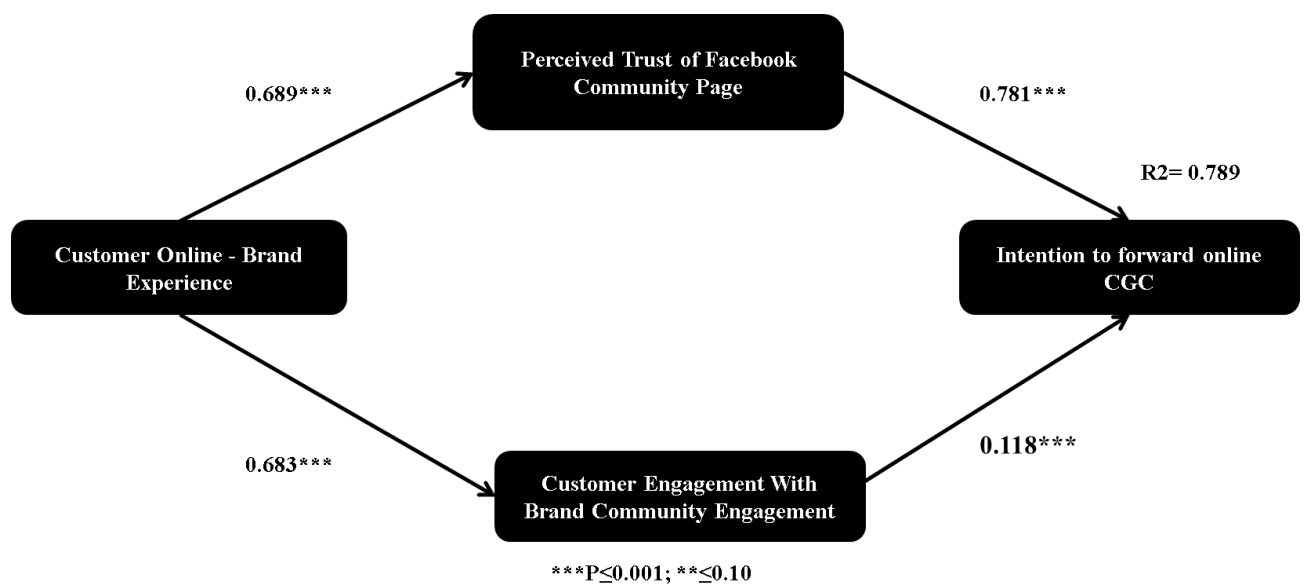 Perceived Trust of Facebook
Community Page
0.689***
0.781***
R2= 0.789
Customer Online - Brand
Experience
Intention to forward online
CGC
0.683***
0.118***
Customer Engagement With
Brand Community Engagement
***P≤0.001; **≤0.10